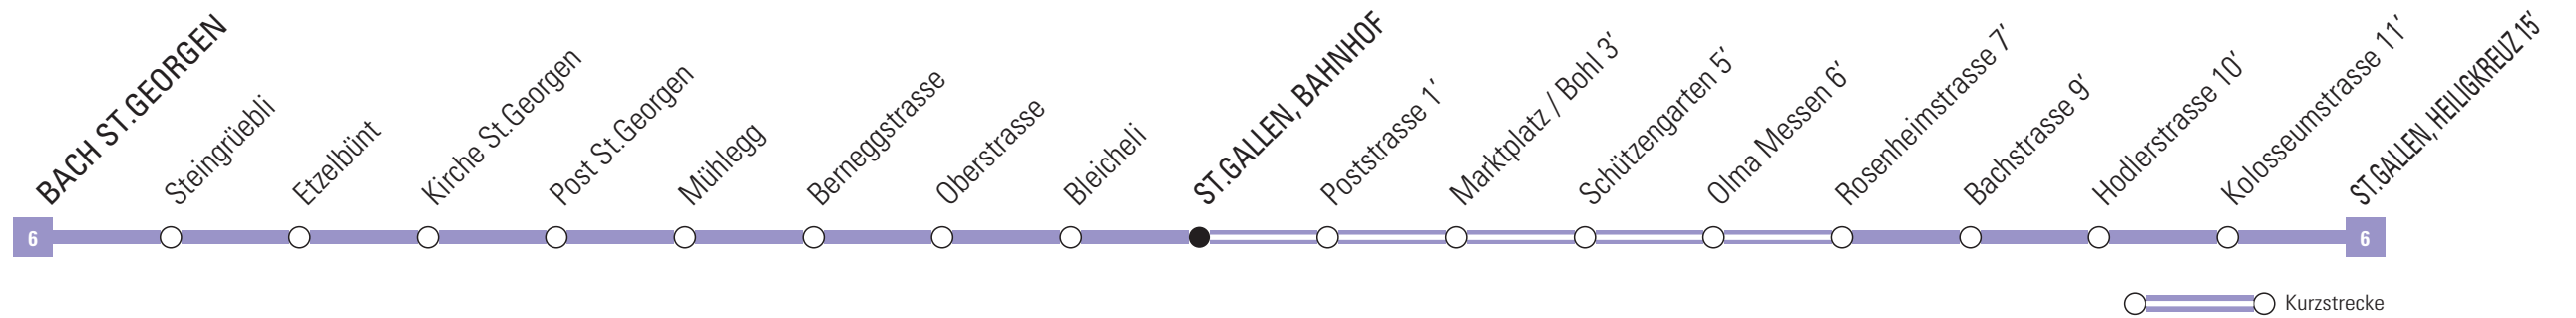 BACH ST.GEORGEN
Steingrüebli
Etzelbünt
Kirche St.Georgen
Post St.Georgen
Mühlegg
Berneggstrasse
Oberstrasse
Bleicheli
ST.GALLEN, BAHNHOF
Poststrasse 1′
Marktplatz / Bohl 3′
Schützengarten 5′
Olma Messen 6′
Rosenheimstrasse 7′
Bachstrasse 9′
Hodlerstrasse 10′
Kolosseumstrasse 11′
ST.GALLEN, HEILIGKREUZ 15′
6
6
Kurzstrecke